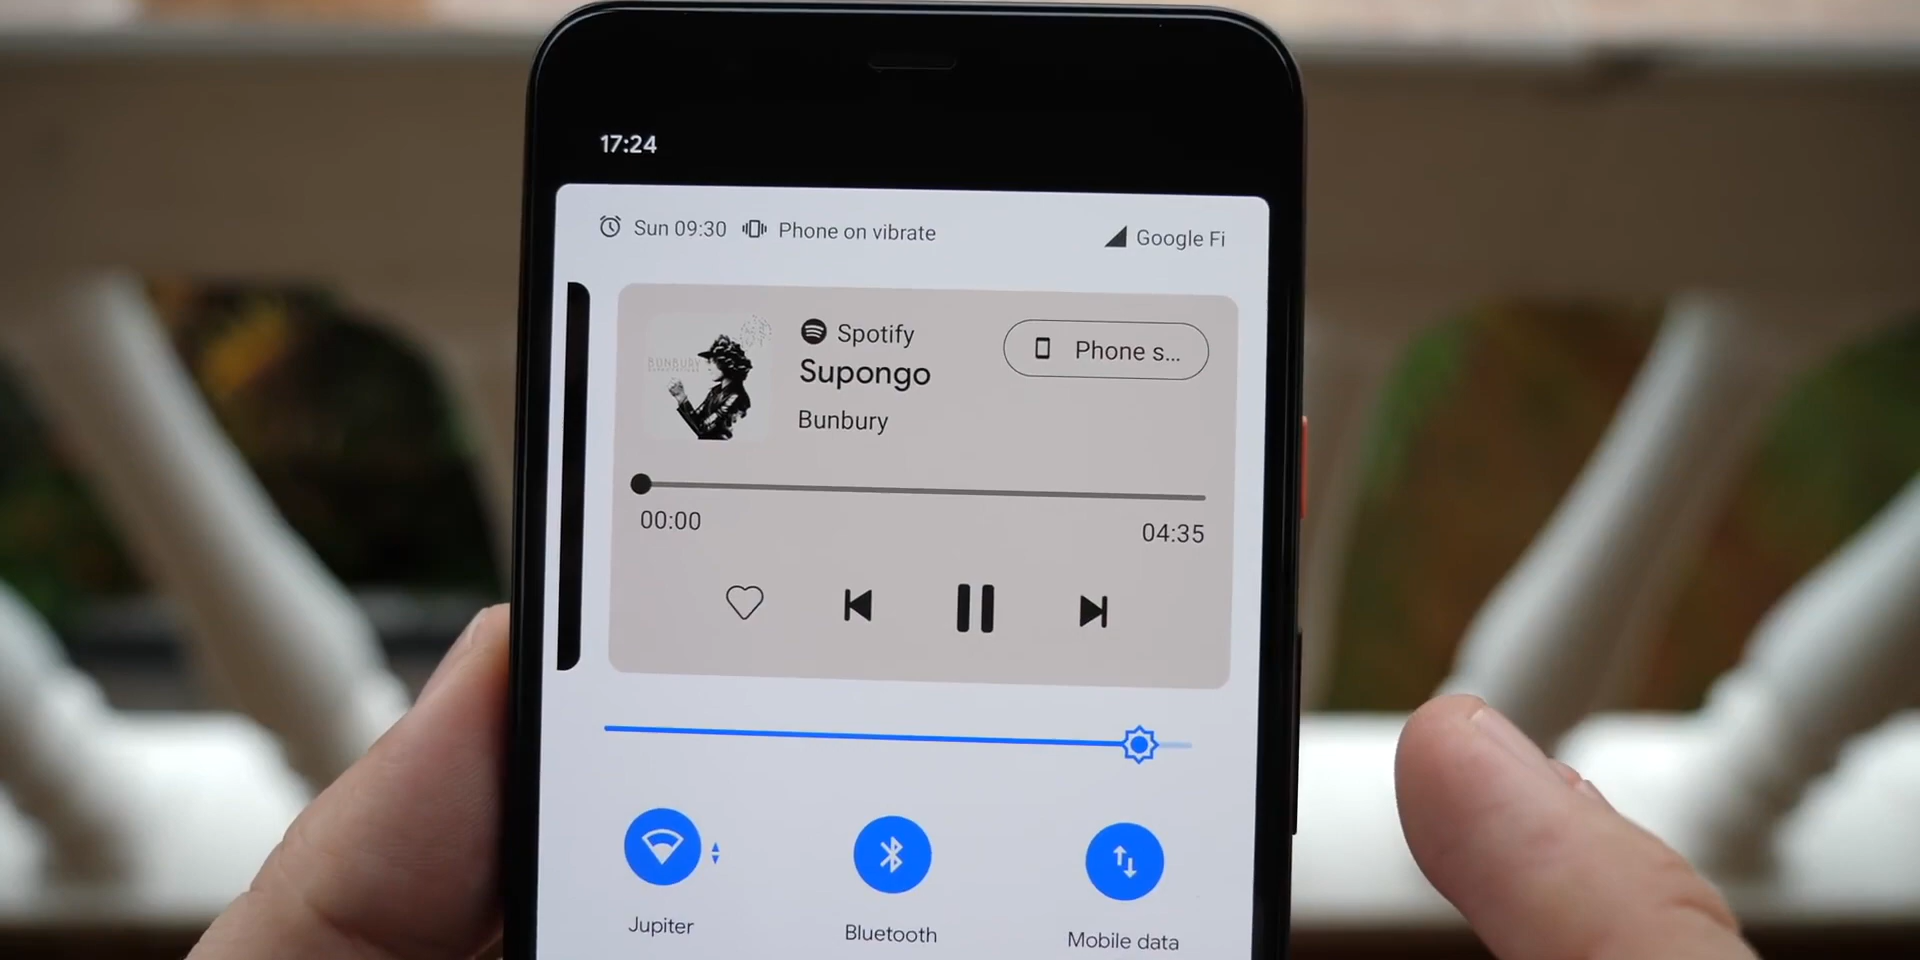 17:24
Sun 09:30 Phone on vibrate Google Fi
BUNBURY
Spotify
Phone s...
Supongo
Bunbury
00:00 04:35
Jupiter Bluetooth Mobile data